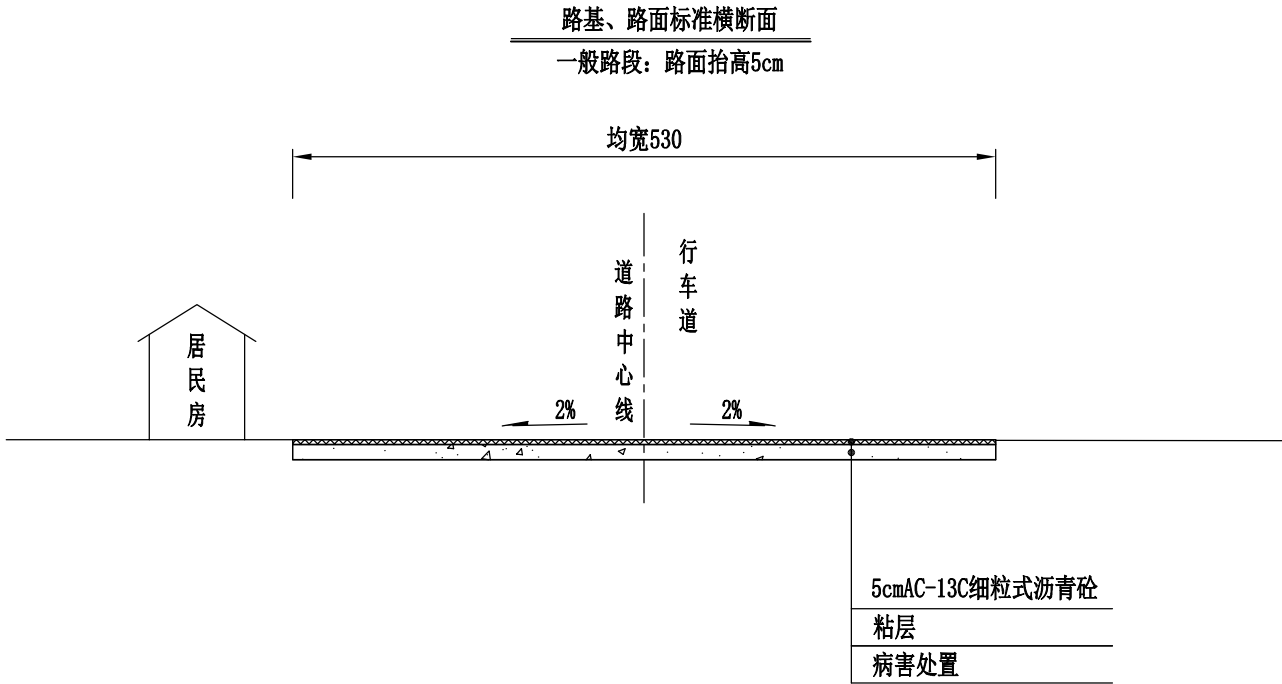 路基、路面标准横断面
一般路段：路面抬高5cm
均宽530
道路中心线
行车道
居民房
2%
2%
5cmAC-13C细粒式沥青砼
粘层
病害处置